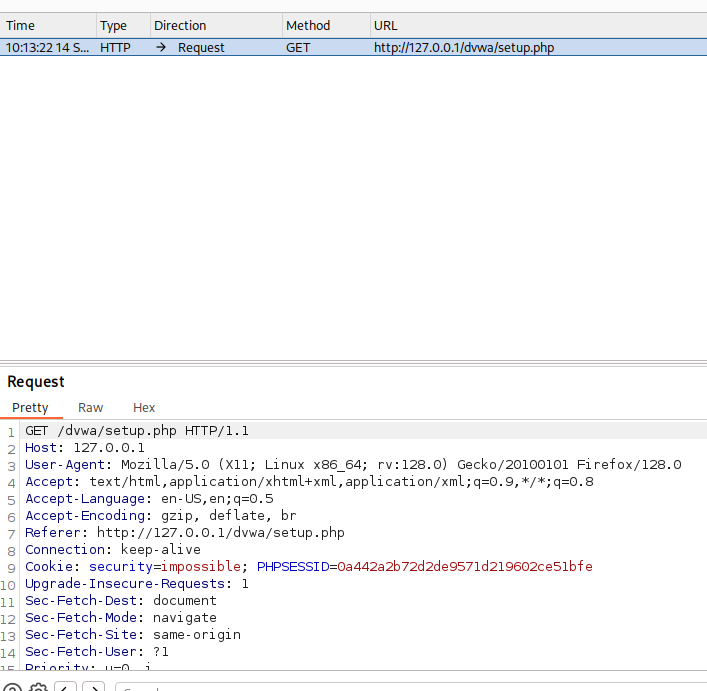 Time Type Direction Method URL
10:13:22 14 S... HTTP → Request GET http://127.0.0.1/dvwa/setup.php
Request
Pretty Raw Hex
1 GET /dvwa/setup.php HTTP/1.1
2 Host: 127.0.0.1
3 User-Agent: Mozilla/5.0 (X11; Linux x86_64; rv:128.0) Gecko/20100101 Firefox/128.0
4 Accept: text/html,application/xhtml+xml,application/xml;q=0.9,*/*;q=0.8
5 Accept-Language: en-US,en;q=0.5
6 Accept-Encoding: gzip, deflate, br
7 Referer: http://127.0.0.1/dvwa/setup.php
8 Connection: keep-alive
9 Cookie: security=impossible; PHPSESSID=0a442a2b72d2de9571d219602ce51bfe
10 Upgrade-Insecure-Requests: 1
11 Sec-Fetch-Dest: document
12 Sec-Fetch-Mode: navigate
13 Sec-Fetch-Site: same-origin
14 Sec-Fetch-User: ?1
15 Priority: u=0, i